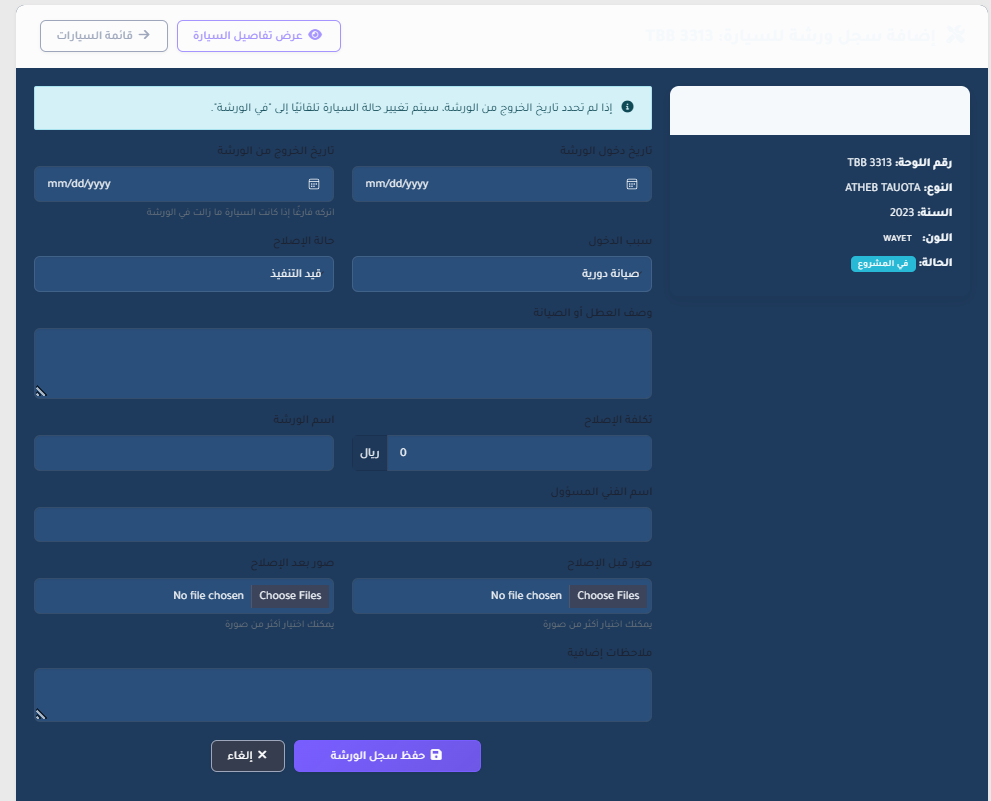 إضافة سجل ورشة للسيارة: TBB 3313
عرض تفاصيل السيارة
قائمة السيارات
رقم اللوحة: TBB 3313
النوع: ATHEB TAUOTA
السنة: 2023
اللون: WAYET
الحالة: في المشروع
إذا لم تحدد تاريخ الخروج من الورشة، سيتم تغيير حالة السيارة تلقائيًا إلى "في الورشة".
تاريخ دخول الورشة
تاريخ الخروج من الورشة
mm/dd/yyyy
mm/dd/yyyy
اتركه فارغًا إذا كانت السيارة ما زالت في الورشة
سبب الدخول
حالة الإصلاح
صيانة دورية
قيد التنفيذ
وصف العطل أو الصيانة
تكلفة الإصلاح
اسم الورشة
0
ريال
اسم الفني المسؤول
صور قبل الإصلاح
صور بعد الإصلاح
Choose Files No file chosen
Choose Files No file chosen
يمكنك اختيار أكثر من صورة
يمكنك اختيار أكثر من صورة
ملاحظات إضافية
حفظ سجل الورشة
إلغاء